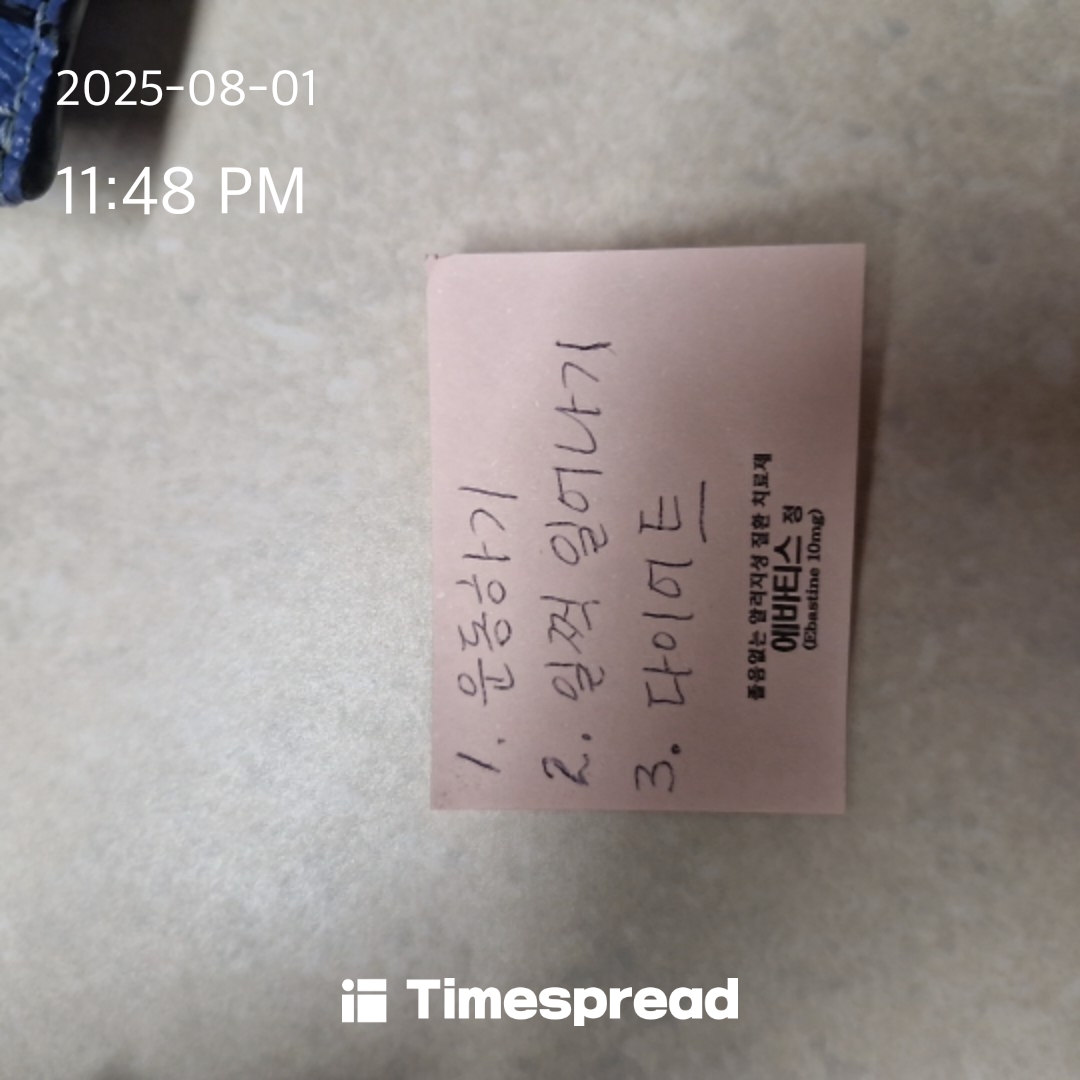 2025-08-01
11:48 PM
1. 운동하기
2. 일찍 일어나기
3. 다이어트
졸음없는 알러지성 질환 치료제
에바티스 정
(Ebastine 10mg)
Timespread